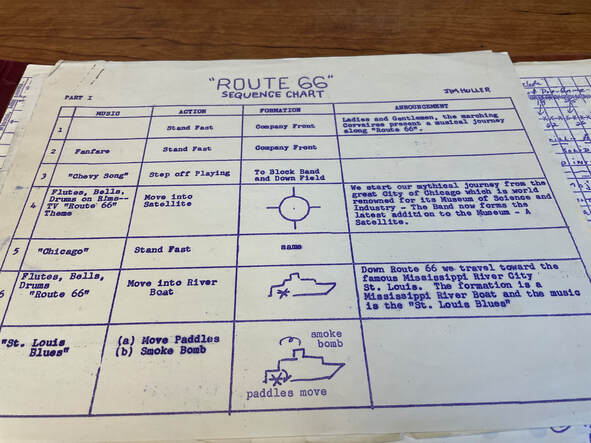 "ROUTE 66"
SEQUENCE CHART
JIM HULLER
PART I
MUSIC
ACTION
FORMATION
ANNOUNCEMENT
1
Stand Fast
Company Front
Ladies and Gentlemen, the marching
Corvairs present a musical journey
along "Route 66".
2
Fanfare
Stand Fast
Company Front
3
"Chevy Song"
Step off Playing
To Block Band
and Down Field
4
Flutes, Bells,
Drums on Rims--
TV "Route 66"
Theme
Move into
Satellite
We start our mythical journey from the
great City of Chicago which is world
renowned for its Museum of Science and
Industry - The Band now forms the
latest addition to the Museum - A
Satellite.
5
"Chicago"
Stand Fast
same
6
Flutes, Bells,
Drums
"Route 66"
Move into River
Boat
Down Route 66 we travel toward the
famous Mississippi River City
St. Louis. The formation is a
Mississippi River Boat and the music
is the "St. Louis Blues"
"St. Louis
Blues"
(a) Move Paddles
(b) Smoke Bomb
smoke
bomb
paddles move